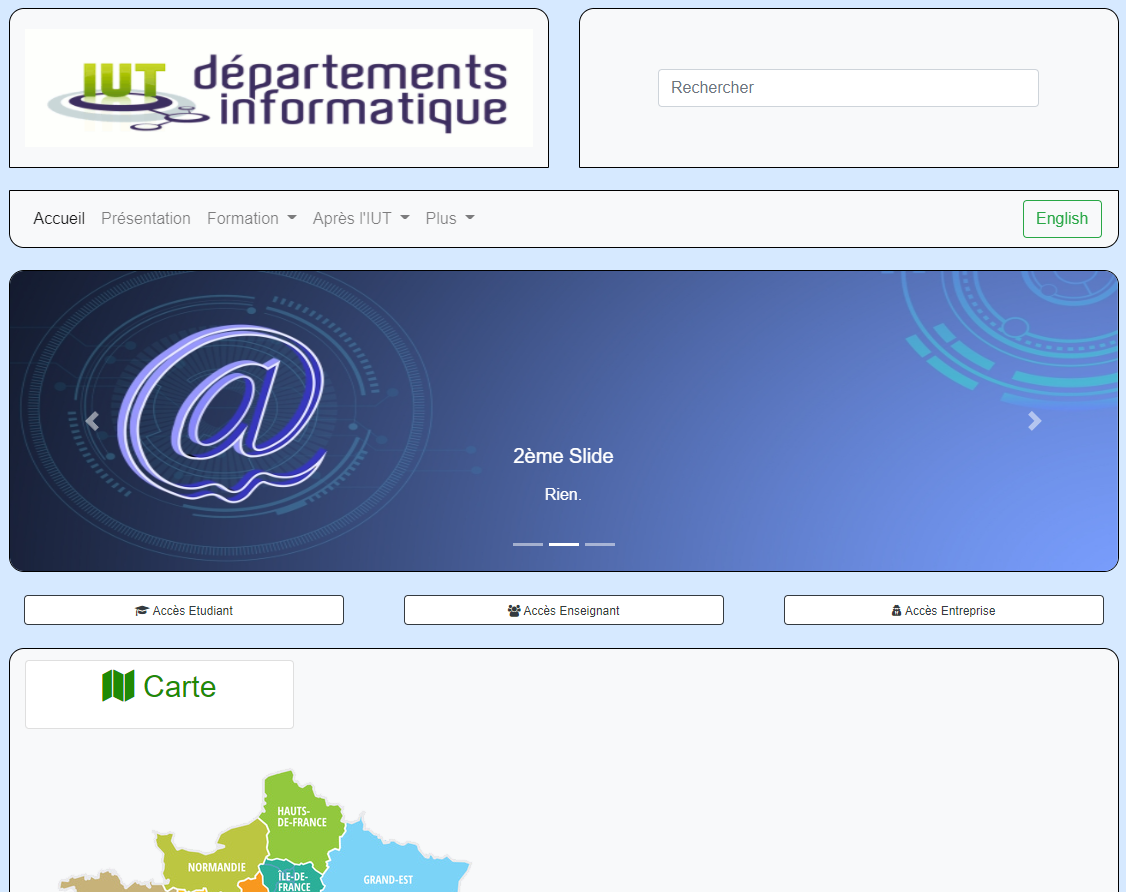 IUT départements
informatique
Rechercher
Accueil Présentation Formation Après l'IUT Plus English
@
2ème Slide
Rien.
Accès Etudiant Accès Enseignant Accès Entreprise
Carte
HAUTS-
DE-FRANCE
NORMANDIE
ÎLE-DE-
FRANCE
GRAND-EST